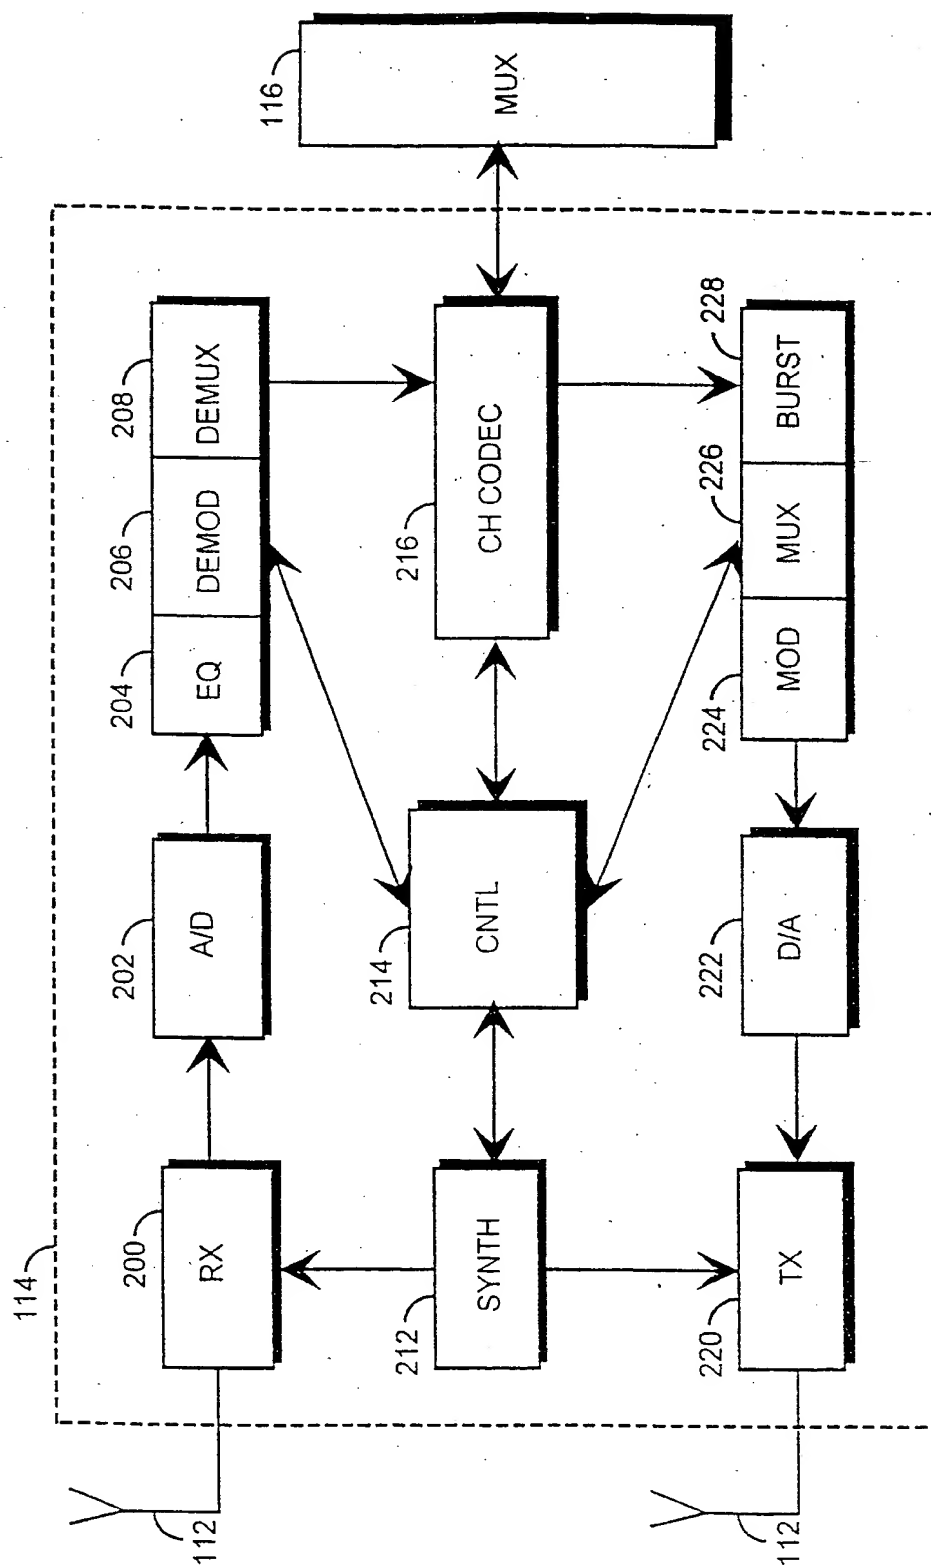 114
112
200
RX
202
A/D
204
EQ
206
DEMOD
208
DEMUX
212
SYNTH
214
CNTL
216
CH CODEC
116
MUX
112
220
TX
222
D/A
224
MOD
226
MUX
228
BURST